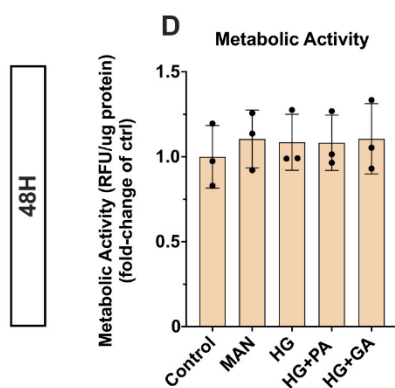 D
Metabolic Activity
48H
Metabolic Activity (RFU/ug protein)
(fold-change of ctrl)
1.5
1.0
0.5
0
Control
MAN
HG
HG+PA
HG+GA